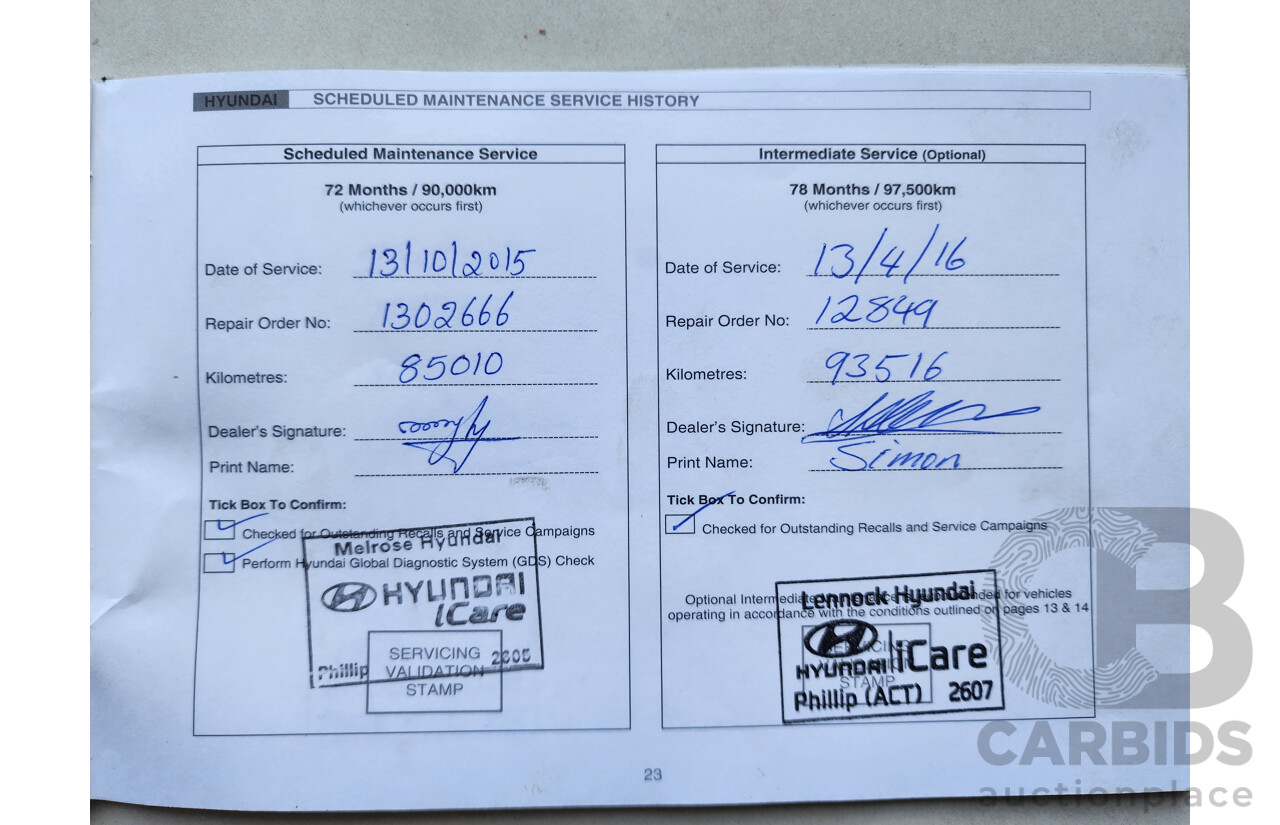 HYUNDAI SCHEDULED MAINTENANCE SERVICE HISTORY
Scheduled Maintenance Service
72 Months / 90,000km
(whichever occurs first)
Date of Service: 13/10/2015
Repair Order No: 1302666
Kilometres: 85010
Dealer's Signature:
Print Name:
Tick Box To Confirm:
Checked for Outstanding Recalls and Service Campaigns
Perform Hyundai Global Diagnostic System (GDS) Check
Melrose Hyundai
HYUNDAI
iCare
Phillip
SERVICING
VALIDATION
STAMP
Intermediate Service (Optional)
78 Months / 97,500km
(whichever occurs first)
Date of Service: 13/4/16
Repair Order No: 12849
Kilometres: 93516
Dealer's Signature:
Print Name: Simon
Tick Box To Confirm:
Checked for Outstanding Recalls and Service Campaigns
Optional Intermediate for vehicles
operating in accordance with the conditions outlined on pages 13 & 14
Lennock Hyundai
HYUNDAI iCare
Phillip (ACT) 2607
STAMP
23
CARBIDS
auctionplace